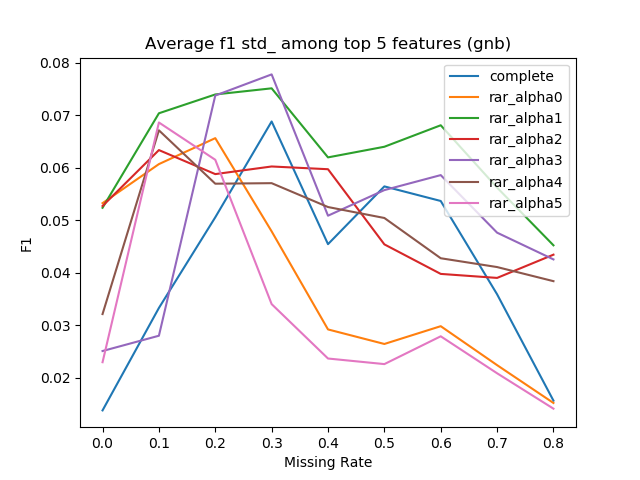 Average f1 std_ among top 5 features (gnb)
0.08
0.07
0.06
0.05
0.04
0.03
0.02
F1
complete
rar_alpha0
rar_alpha1
rar_alpha2
rar_alpha3
rar_alpha4
rar_alpha5
0.0 0.1 0.2 0.3 0.4 0.5 0.6 0.7 0.8
Missing Rate